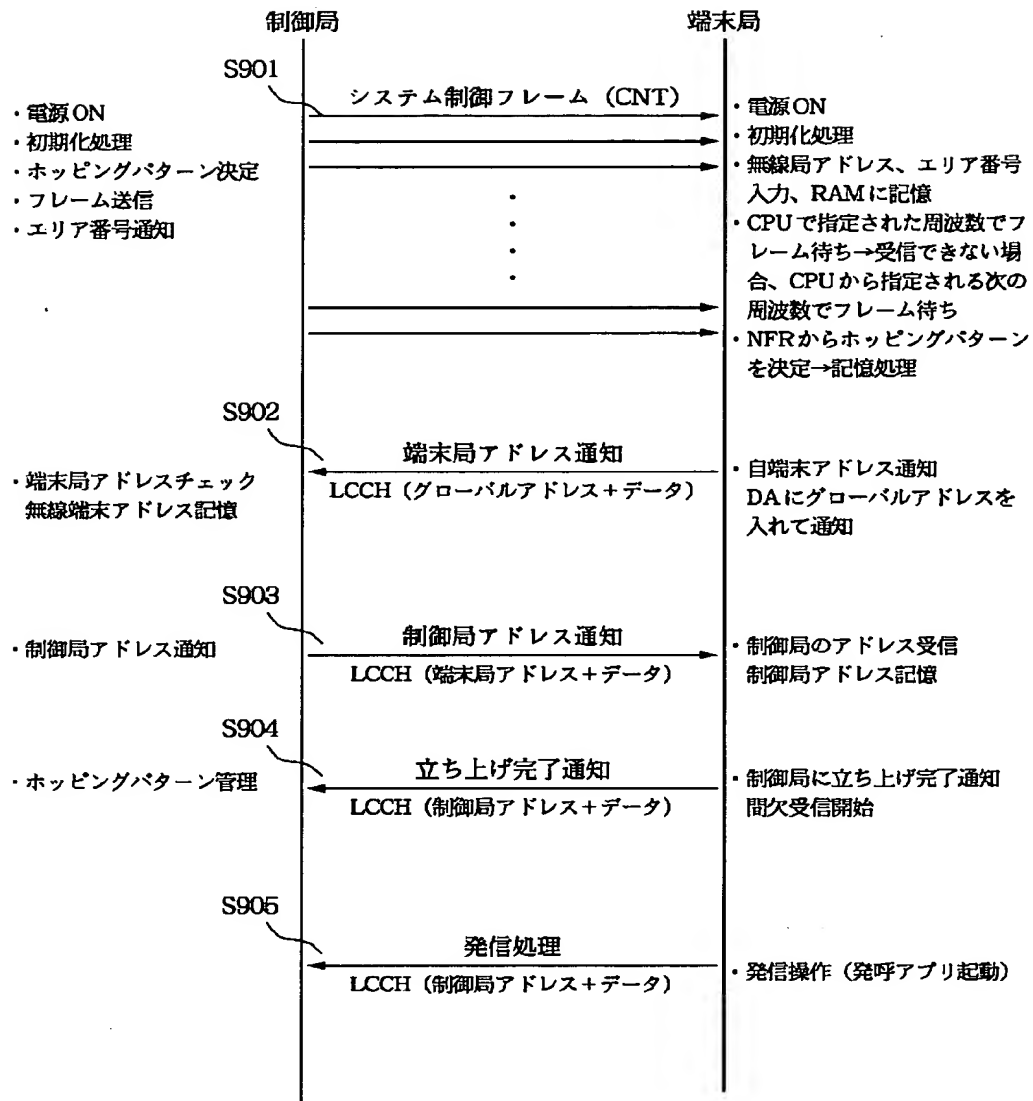 制御局
端末局
S901
システム制御フレーム（CNT）
・電源ON
・初期化処理
・ホッピングパターン決定
・フレーム送信
・エリア番号通知
・電源ON
・初期化処理
・無線局アドレス、エリア番号
入力、RAMに記憶
・CPUで指定された周波数でフ
レーム待ち→受信できない場
合、CPUから指定される次の
周波数でフレーム待ち
・NFRからホッピングパターン
を決定→記憶処理
S902
端末局アドレス通知
LCCH（グローバルアドレス＋データ）
・端末局アドレスチェック
無線端末アドレス記憶
・自端末アドレス通知
DAにグローバルアドレスを
入れて通知
S903
制御局アドレス通知
LCCH（端末局アドレス＋データ）
・制御局アドレス通知
・制御局のアドレス受信
制御局アドレス記憶
S904
立ち上げ完了通知
LCCH（制御局アドレス＋データ）
・ホッピングパターン管理
・制御局に立ち上げ完了通知
間欠受信開始
S905
発信処理
LCCH（制御局アドレス＋データ）
・発信操作（発呼アプリ起動）